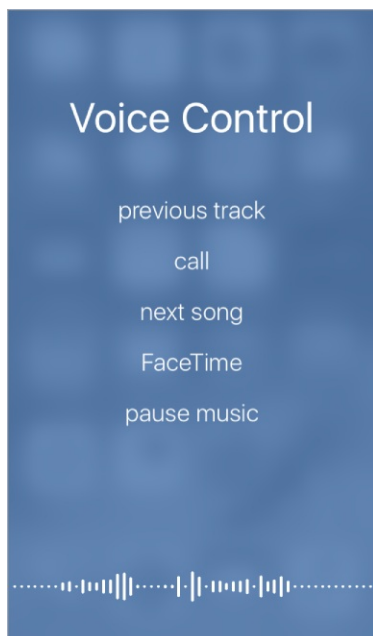 Voice Control
previous track
call
next song
FaceTime
pause music